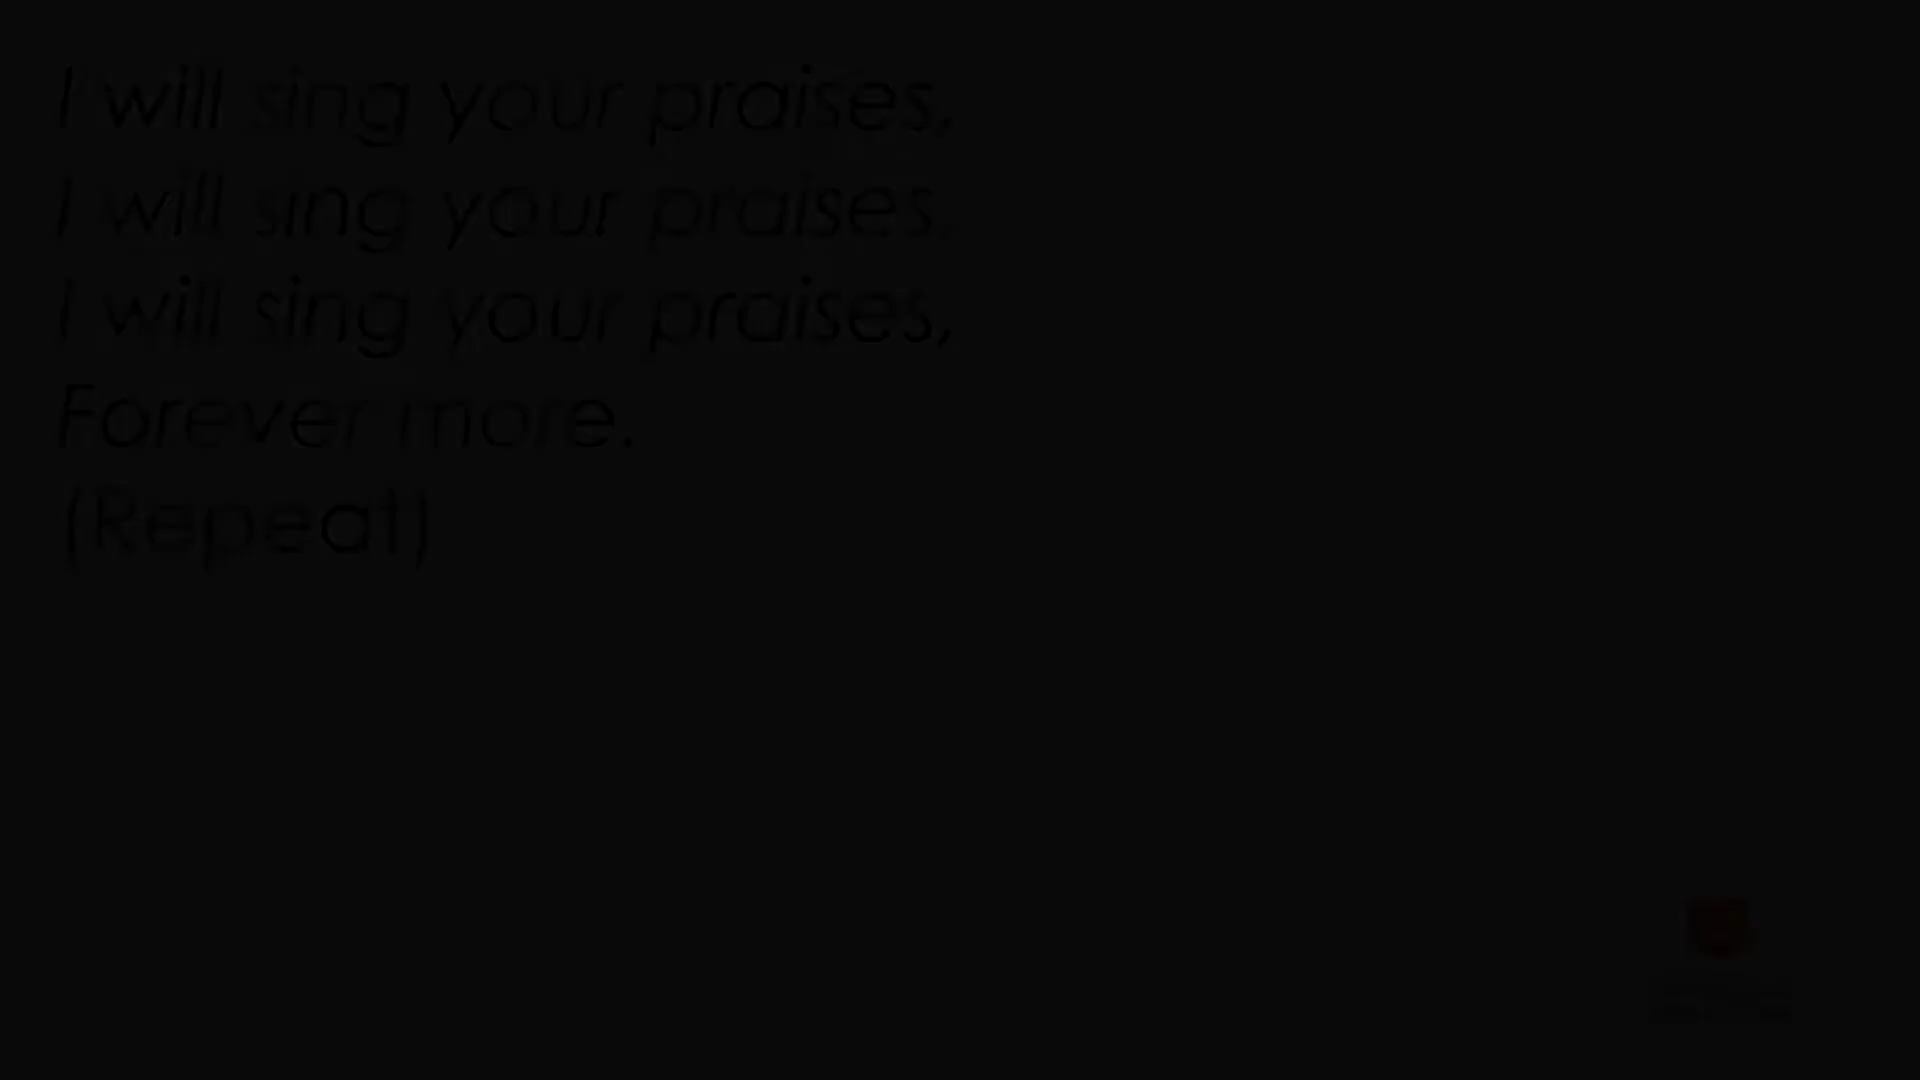 I will sing your praises,
I will sing your praises,
I will sing your praises,
Forever more.
(Repeat)